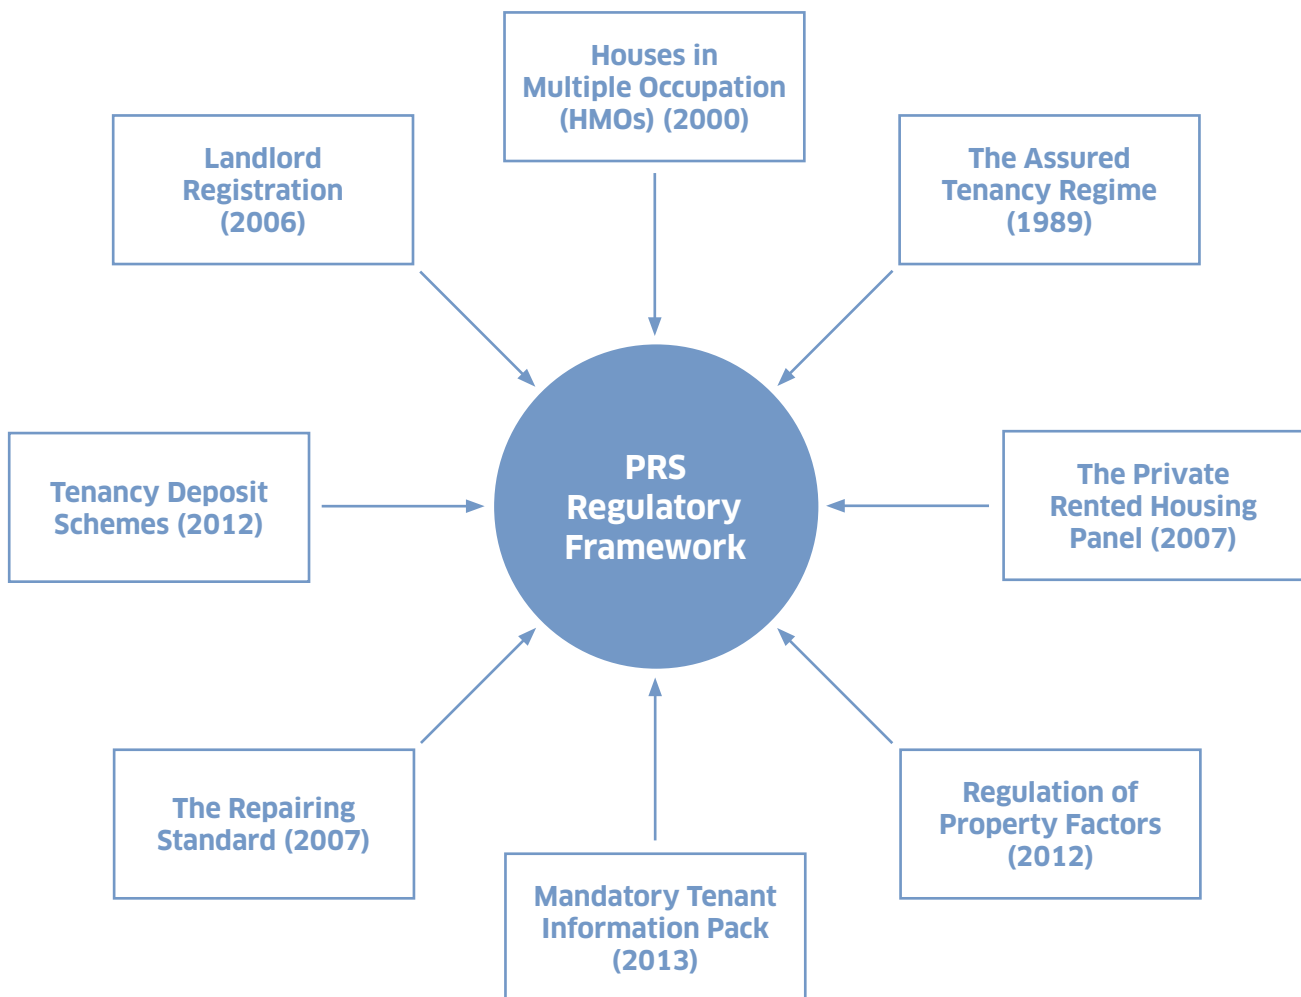 Houses in
Multiple Occupation
(HMOs) (2000)
Landlord
Registration
(2006)
The Assured
Tenancy Regime
(1989)
Tenancy Deposit
Schemes (2012)
PRS
Regulatory
Framework
The Private
Rented Housing
Panel (2007)
The Repairing
Standard (2007)
Regulation of
Property Factors
(2012)
Mandatory Tenant
Information Pack
(2013)